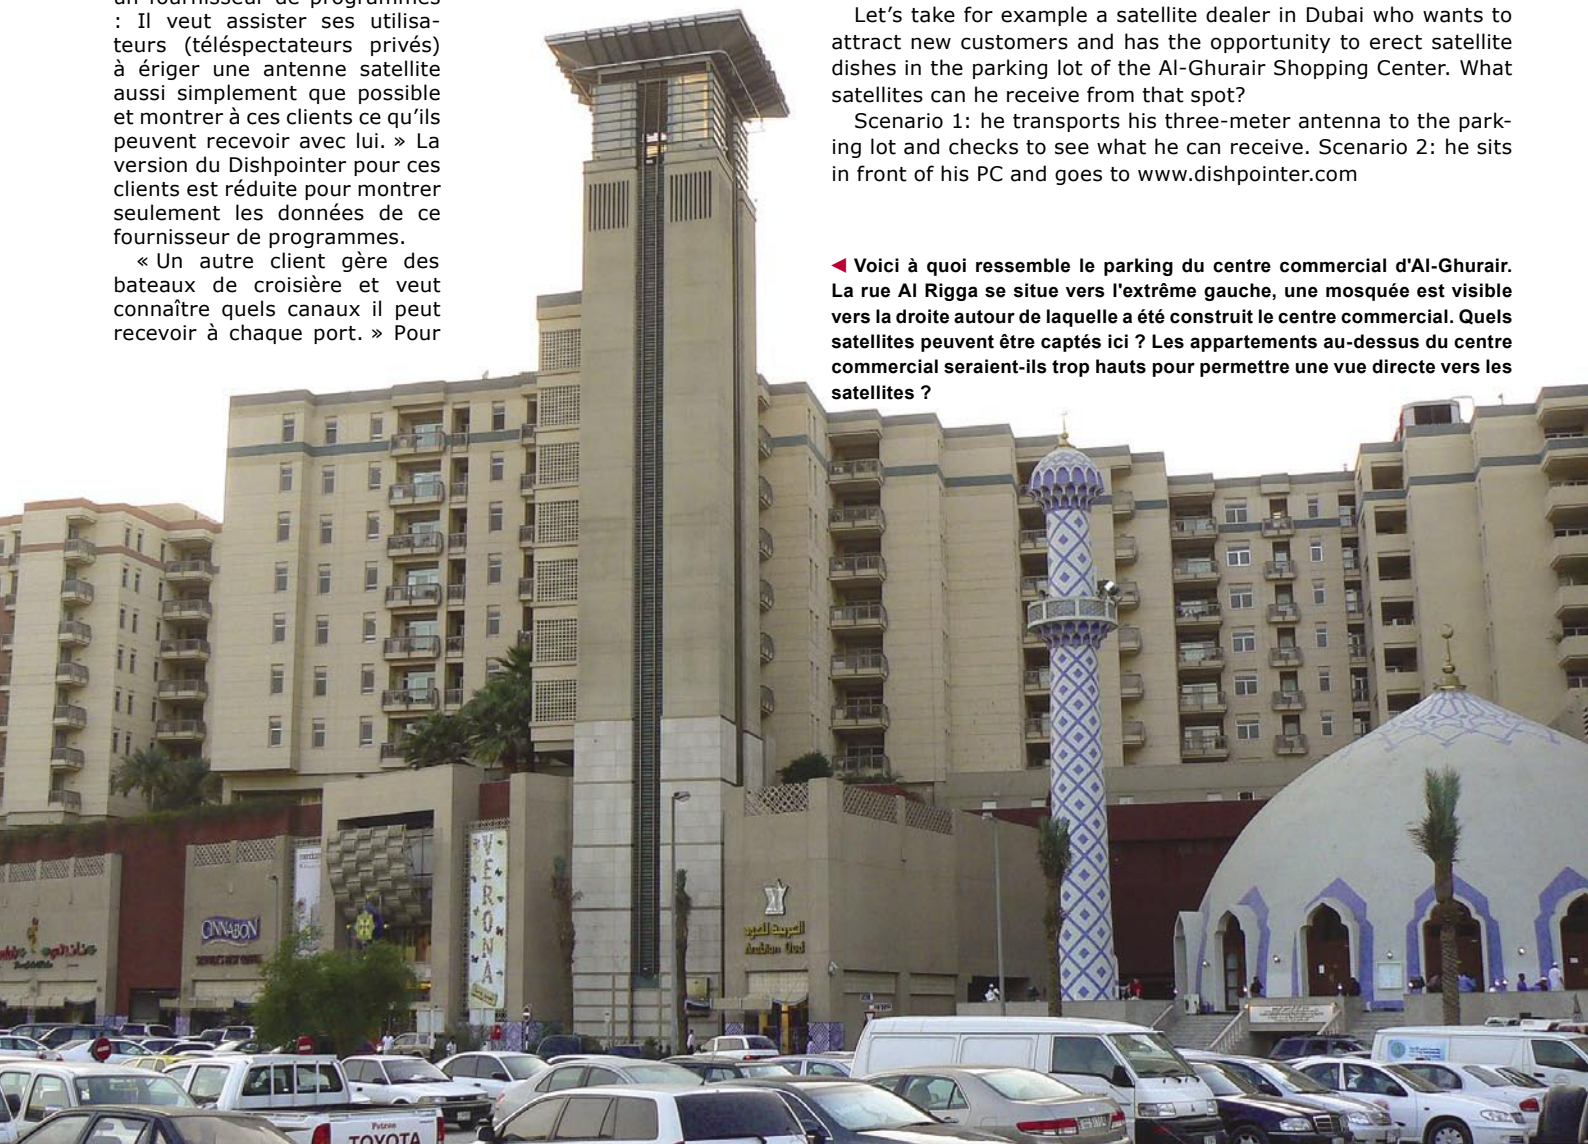 un fournisseur de programmes
: Il veut assister ses utilisa-
teurs (téléspectateurs privés)
à ériger une antenne satellite
aussi simplement que possible
et montrer à ces clients ce qu’ils
peuvent recevoir avec lui. » La
version du Dishpointer pour ces
clients est réduite pour montrer
seulement les données de ce
fournisseur de programmes.
« Un autre client gère des
bateaux de croisière et veut
connaître quels canaux il peut
recevoir à chaque port. » Pour
Let’s take for example a satellite dealer in Dubai who wants to
attract new customers and has the opportunity to erect satellite
dishes in the parking lot of the Al-Ghurair Shopping Center. What
satellites can he receive from that spot?
Scenario 1: he transports his three-meter antenna to the park-
ing lot and checks to see what he can receive. Scenario 2: he sits
in front of his PC and goes to www.dishpointer.com
◀ Voici à quoi ressemble le parking du centre commercial d'Al-Ghurair.
La rue Al Rigga se situe vers l'extrême gauche, une mosquée est visible
vers la droite autour de laquelle a été construit le centre commercial. Quels
satellites peuvent être captés ici ? Les appartements au-dessus du centre
commercial seraient-ils trop hauts pour permettre une vue directe vers les
satellites ?
VERONA
CINNABON
العربية للعود
Arabian Oud
TOYOTA